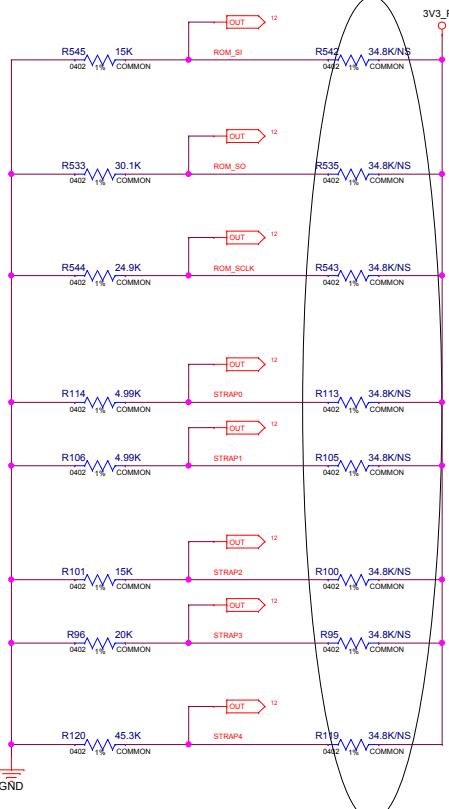 12
3V3_
OUT
R545 15K ROM_SI R542 34.8K/NS
0402 1% COMMON 0402 1% COMMON
12
OUT
R533 30.1K ROM_SO R535 34.8K/NS
0402 1% COMMON 0402 1% COMMON
12
OUT
R544 24.9K ROM_SCLK R543 34.8K/NS
0402 1% COMMON 0402 1% COMMON
12
OUT
R114 4.99K STRAP0 R113 34.8K/NS
0402 1% COMMON 0402 1% COMMON
12
OUT
R106 4.99K STRAP1 R105 34.8K/NS
0402 1% COMMON 0402 1% COMMON
12
OUT
R101 15K STRAP2 R100 34.8K/NS
0402 1% COMMON 0402 1% COMMON
12
OUT
R96 20K STRAP3 R95 34.8K/NS
0402 1% COMMON 0402 1% COMMON
12
OUT
R120 45.3K STRAP4 R119 34.8K/NS
0402 1% COMMON 0402 1% COMMON
GND